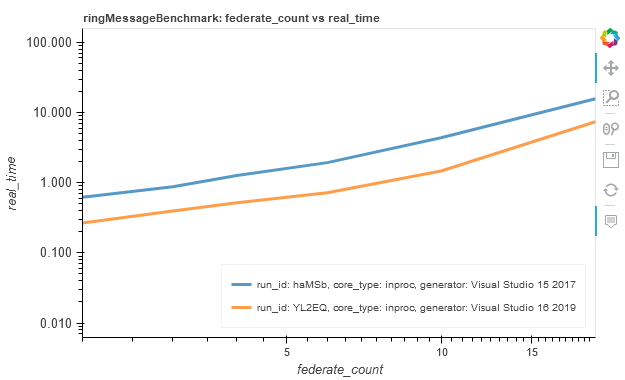 ringMessageBenchmark: federate_count vs real_time
100.000
10.000
1.000
0.100
0.010
real_time
run_id: haMSb, core_type: inproc, generator: Visual Studio 15 2017
run_id: YL2EQ, core_type: inproc, generator: Visual Studio 16 2019
5
10
15
federate_count